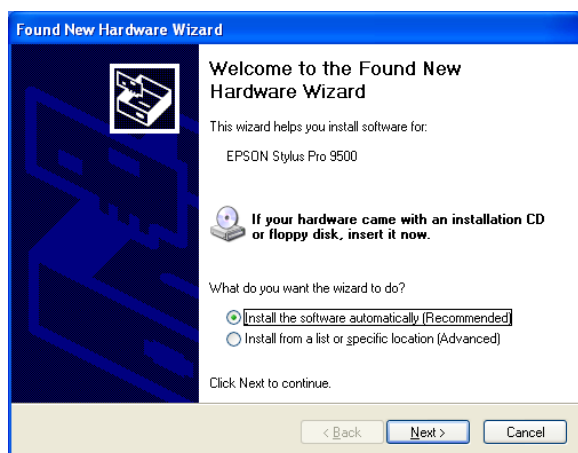 Found New Hardware Wizard
Welcome to the Found New
Hardware Wizard
This wizard helps you install software for:
EPSON Stylus Pro 9500
If your hardware came with an installation CD
or floppy disk, insert it now.
What do you want the wizard to do?
Install the software automatically (Recommended)
Install from a list or specific location (Advanced)
Click Next to continue.
< Back Next > Cancel